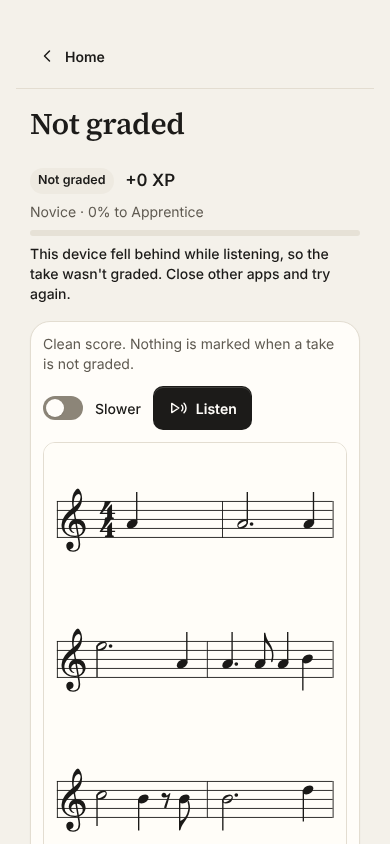 Home
Not graded
Not graded +0 XP
Novice · 0% to Apprentice
This device fell behind while listening, so the
take wasn't graded. Close other apps and try
again.
Clean score. Nothing is marked when a take
is not graded.
Slower Listen
4
4